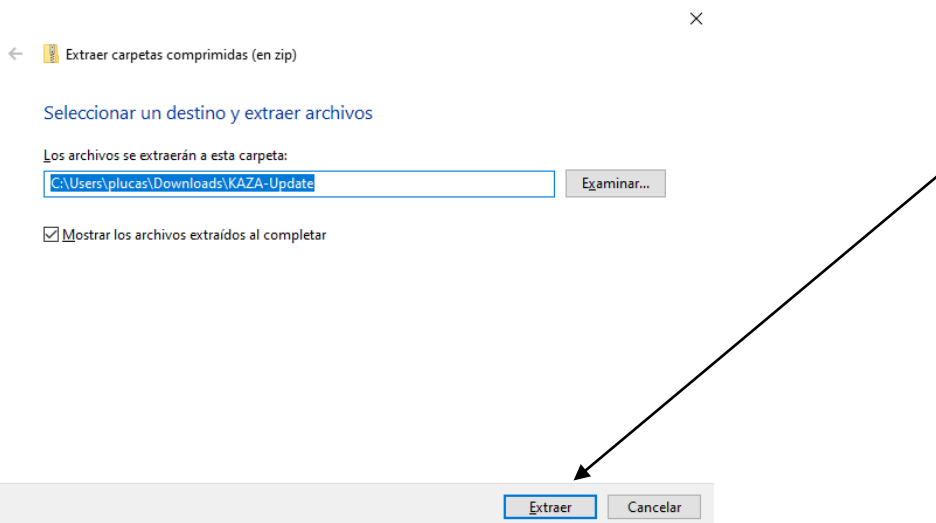 Extraer carpetas comprimidas (en zip)
Seleccionar un destino y extraer archivos
Los archivos se extraerán a esta carpeta:
C:\Users\plucas\Downloads\KAZA-Update
Examinar...
Mostrar los archivos extraídos al completar
Extraer
Cancelar